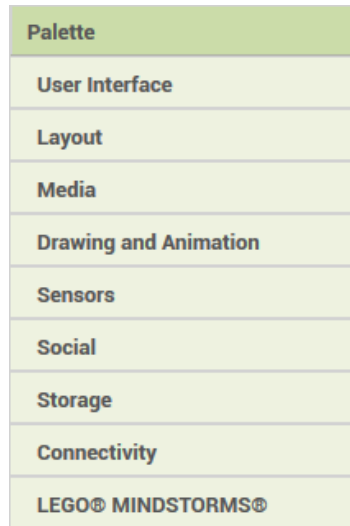 Palette
User Interface
Layout
Media
Drawing and Animation
Sensors
Social
Storage
Connectivity
LEGO® MINDSTORMS®